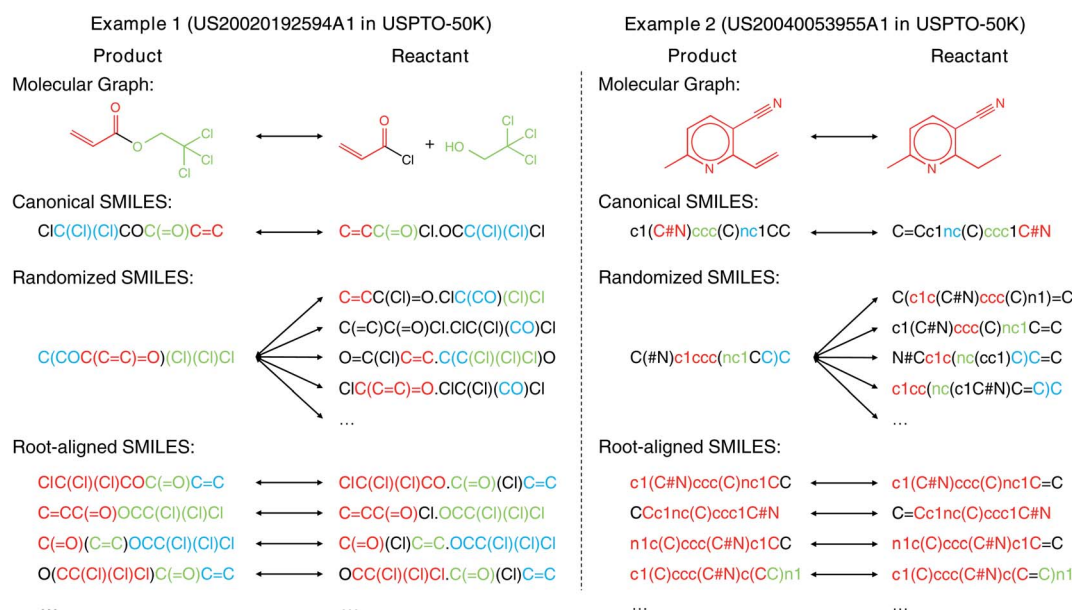 Example 1 (US20020192594A1 in USPTO-50K)
Product
Reactant
Molecular Graph:
O
O
Cl
Cl
Cl
O
Cl
+
HO
Cl
Cl
Cl
Canonical SMILES:
ClC(Cl)(Cl)COC(=O)C=C
C=CC(=O)Cl.OCC(Cl)(Cl)Cl
Randomized SMILES:
C(COC(C=C)=O)(Cl)(Cl)Cl
C=CC(Cl)=O.ClC(CO)(Cl)Cl
C(=C)C(=O)Cl.ClC(Cl)(CO)Cl
O=C(Cl)C=C.C(C(Cl)(Cl)Cl)O
ClC(C=C)=O.ClC(Cl)(CO)Cl
...
Root-aligned SMILES:
ClC(Cl)(Cl)COC(=O)C=C
ClC(Cl)(Cl)CO.C(=O)(Cl)C=C
C=CC(=O)OCC(Cl)(Cl)Cl
C=CC(=O)Cl.OCC(Cl)(Cl)Cl
C(=O)(C=C)OCC(Cl)(Cl)Cl
C(=O)(Cl)C=C.OCC(Cl)(Cl)Cl
O(CC(Cl)(Cl)Cl)C(=O)C=C
OCC(Cl)(Cl)Cl.C(=O)(Cl)C=C
...
...
Example 2 (US20040053955A1 in USPTO-50K)
Product
Reactant
Molecular Graph:
N
N
N
N
Canonical SMILES:
c1(C#N)ccc(C)nc1CC
C=Cc1nc(C)ccc1C#N
Randomized SMILES:
C(#N)c1ccc(nc1CC)C
C(c1c(C#N)ccc(C)n1)=C
c1(C#N)ccc(C)nc1C=C
N#Cc1c(nc(cc1)C)C=C
c1cc(nc(c1C#N)C=C)C
...
Root-aligned SMILES:
c1(C#N)ccc(C)nc1CC
c1(C#N)ccc(C)nc1C=C
CCc1nc(C)ccc1C#N
C=Cc1nc(C)ccc1C#N
n1c(C)ccc(C#N)c1CC
n1c(C)ccc(C#N)c1C=C
c1(C)ccc(C#N)c(CC)n1
c1(C)ccc(C#N)c(C=C)n1
...
...